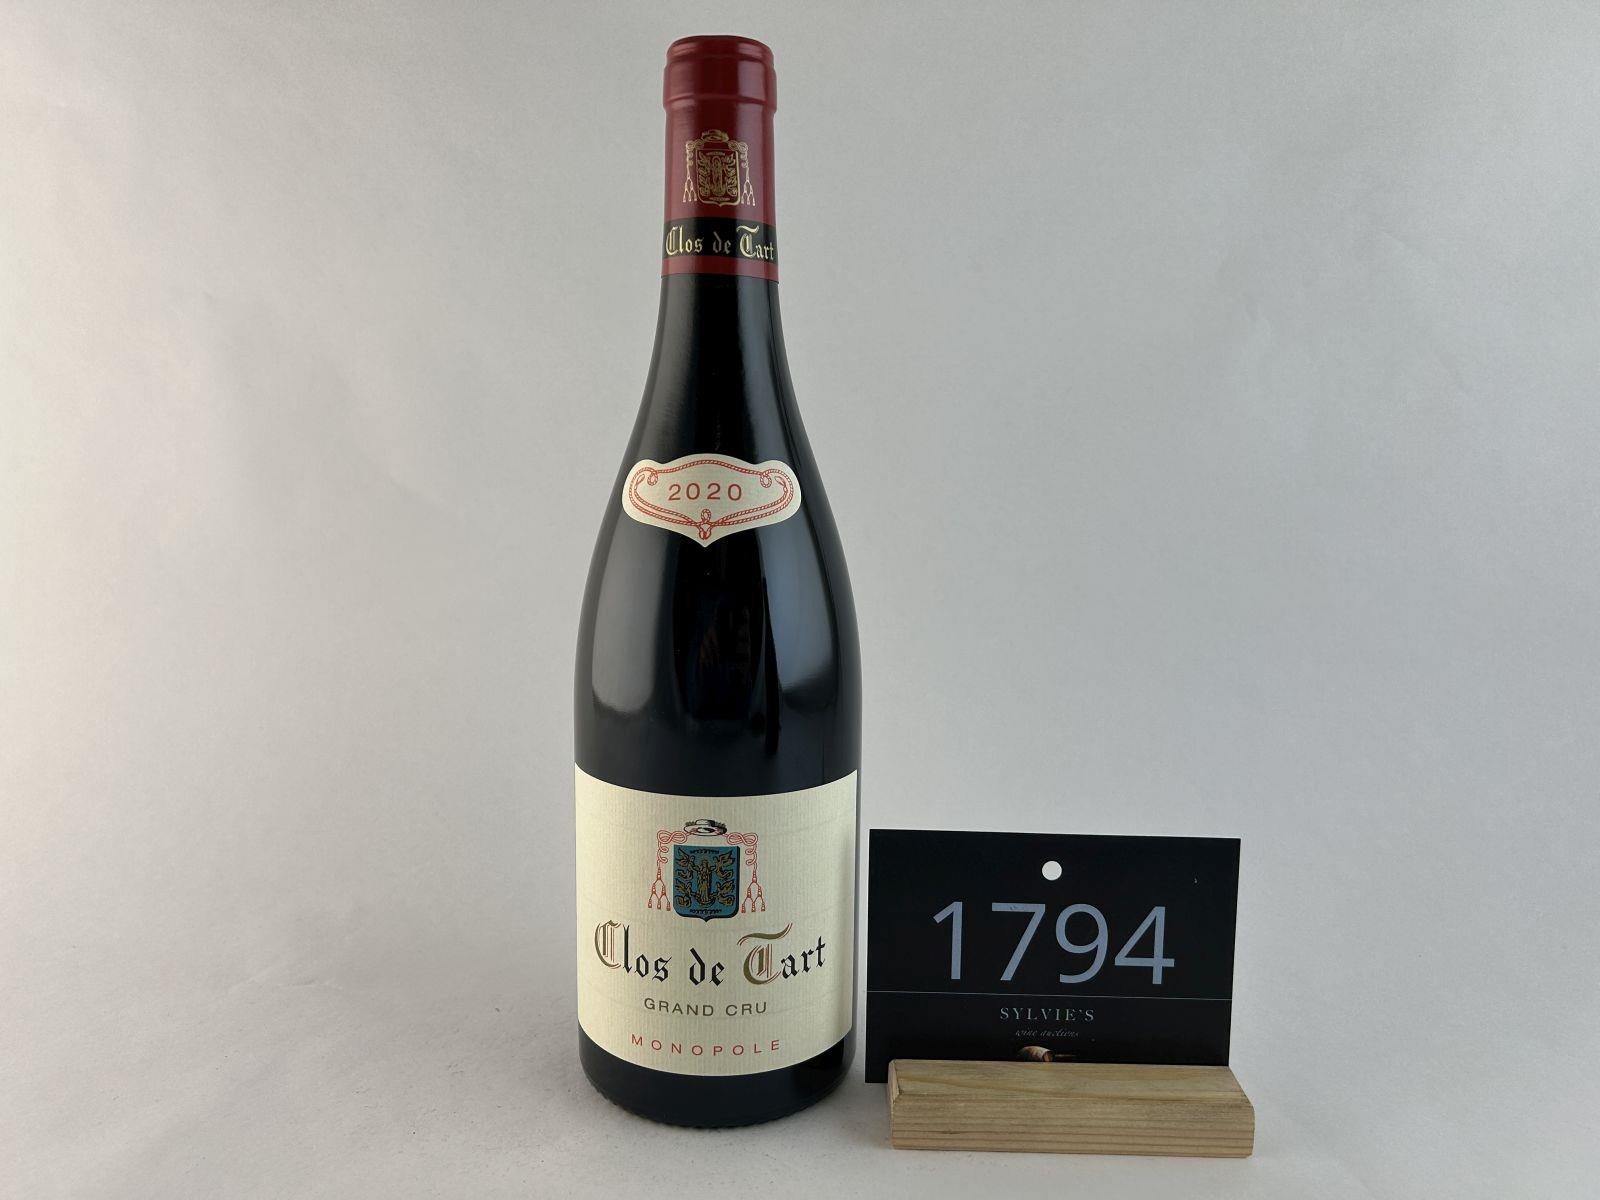 Clos de Tart
2020
Clos de Tart
GRAND CRU
MONOPOLE
1794
SYLVIE'S
wine auctions